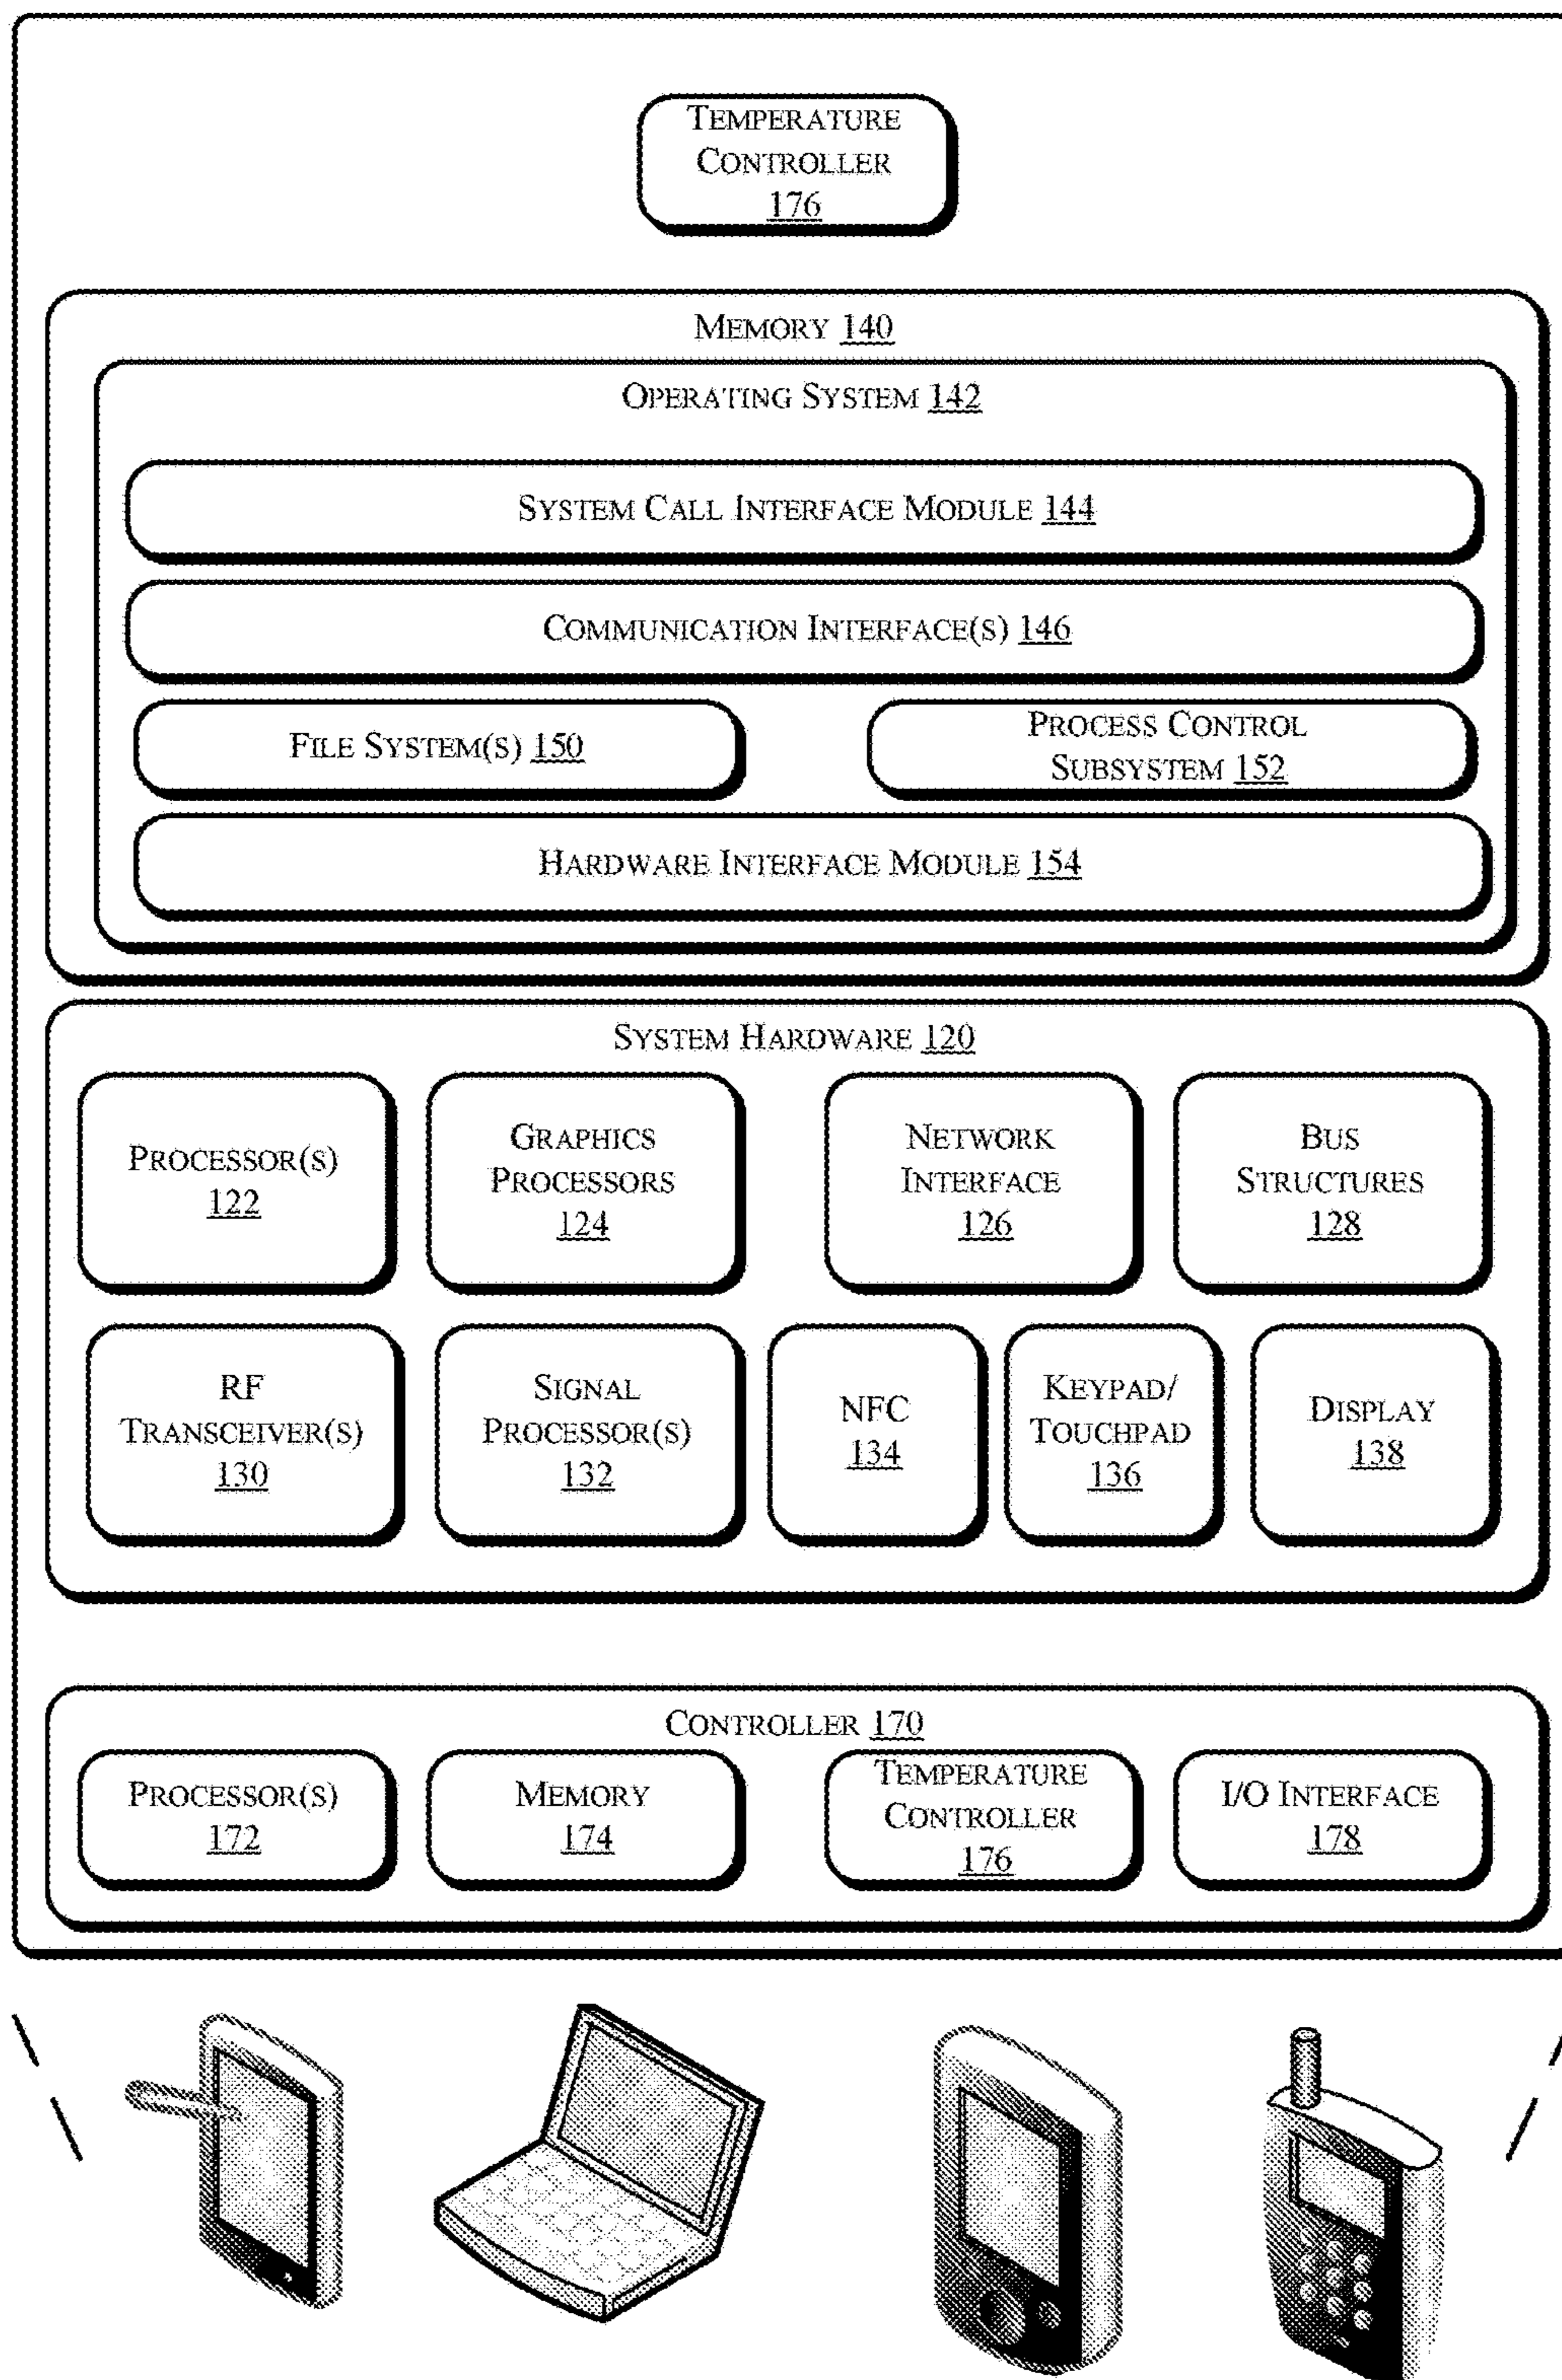 TEMPERATURE
CONTROLLER
176
MEMORY 140
OPERATING SYSTEM 142
SYSTEM CALL INTERFACE MODULE 144
COMMUNICATION INTERFACE(S) 146
FILE SYSTEM(S) 150
PROCESS CONTROL
SUBSYSTEM 152
HARDWARE INTERFACE MODULE 154
SYSTEM HARDWARE 120
PROCESSOR(S)
122
GRAPHICS
PROCESSORS
124
NETWORK
INTERFACE
126
BUS
STRUCTURES
128
RF
TRANSCEIVER(S)
130
SIGNAL
PROCESSOR(S)
132
NFC
134
KEYPAD/
TOUCHPAD
136
DISPLAY
138
CONTROLLER 170
PROCESSOR(S)
172
MEMORY
174
TEMPERATURE
CONTROLLER
176
I/O INTERFACE
178